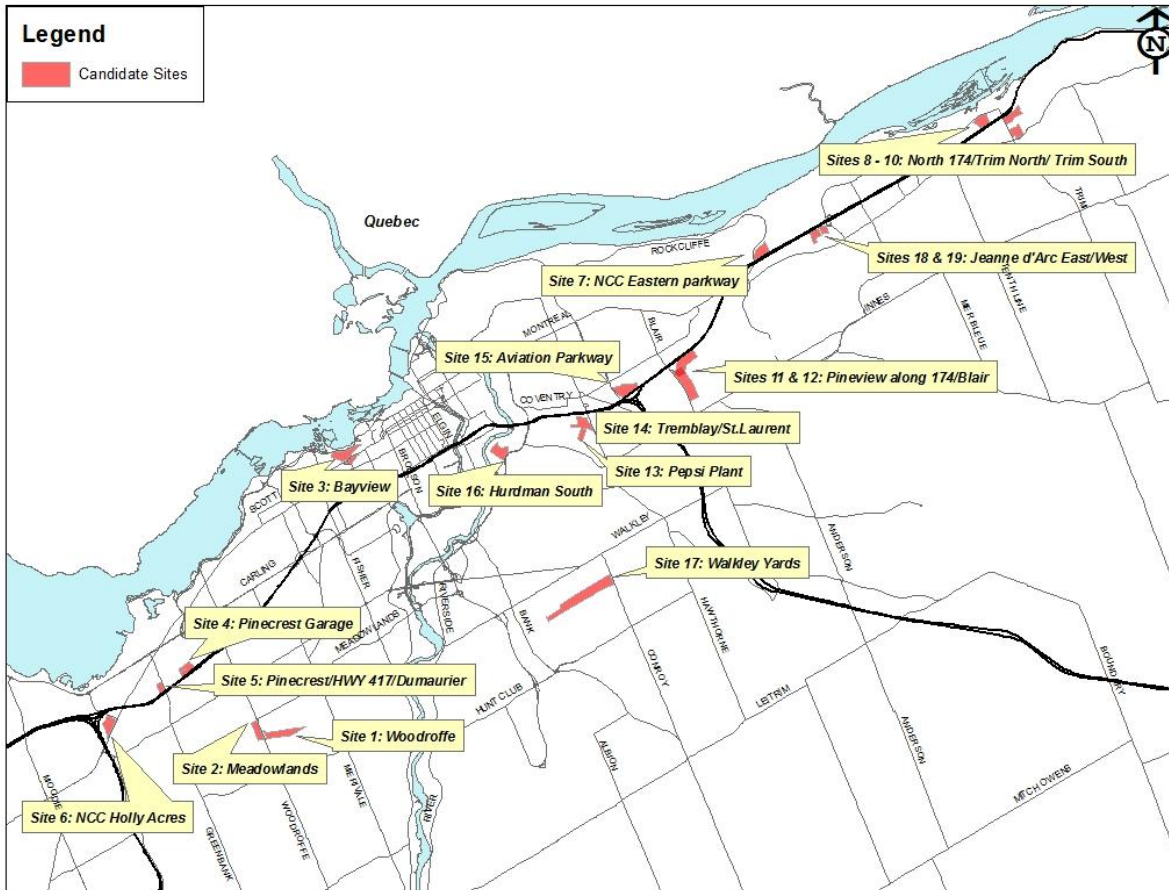 Legend
Candidate Sites
N
Quebec
Sites 8 - 10: North 174/Trim North/ Trim South
TRIM
ROCKCLIFFE
Sites 18 & 19: Jeanne d'Arc East/West
Site 7: NCC Eastern parkway
TENTH LINE
INNES
MER BLEUE
MONTREAL
BLAIR
Site 15: Aviation Parkway
Sites 11 & 12: Pineview along 174/Blair
COVENTRY
ELGIN
Site 14: Tremblay/St.Laurent
BRONSON
Site 13: Pepsi Plant
Site 3: Bayview
Site 16: Hurdman South
SCOTT
WALKLEY
ANDERSON
CARLING
FISHER
Site 17: Walkley Yards
RIVERSIDE
BANK
HAWTHORNE
MEADOWLANDS
Site 4: Pinecrest Garage
CONROY
BOUNDARY
Site 5: Pinecrest/HWY 417/Dumaurier
HUNT CLUB
LEITRIM
ANDERSON
Site 1: Woodroffe
ALBION
Site 2: Meadowlands
MOODIE
MERIVALE
MITCH OWENS
Site 6: NCC Holly Acres
GREENBANK
WOODROFFE
RIVER